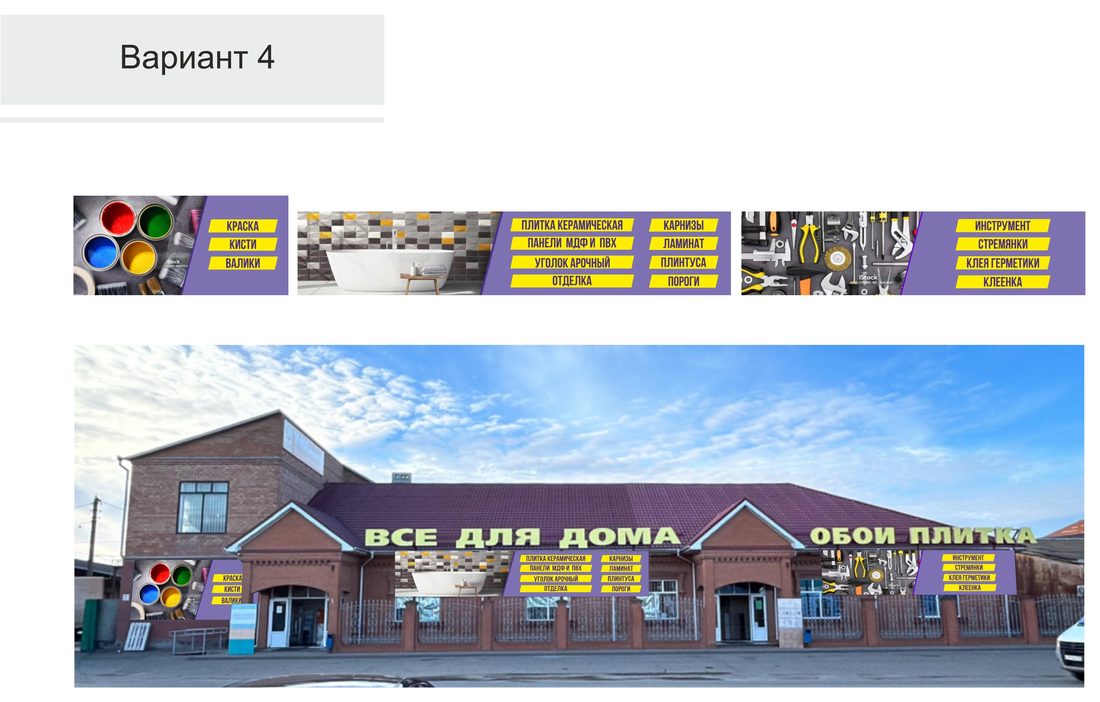 Вариант 4
КРАСКА
КИСТИ
ВАЛИКИ
iStock
ПЛИТКА КЕРАМИЧЕСКАЯ
ПАНЕЛИ МДФ И ПВХ
УГОЛОК АРОЧНЫЙ
ОТДЕЛКА
КАРНИЗЫ
ЛАМИНАТ
ПЛИНТУСА
ПОРОГИ
iStock
ИНСТРУМЕНТ
СТРЕМЯНКИ
КЛЕЯ ГЕРМЕТИКИ
КЛЕЕНКА
ВСЕ ДЛЯ ДОМА
ОБОИ ПЛИТКА
КРАСКА
КИСТИ
ВАЛИКИ
ПЛИТКА КЕРАМИЧЕСКАЯ
ПАНЕЛИ МДФ И ПВХ
УГОЛОК АРОЧНЫЙ
ОТДЕЛКА
КАРНИЗЫ
ЛАМИНАТ
ПЛИНТУСА
ПОРОГИ
ИНСТРУМЕНТ
СТРЕМЯНКИ
КЛЕЯ ГЕРМЕТИКИ
КЛЕЕНКА